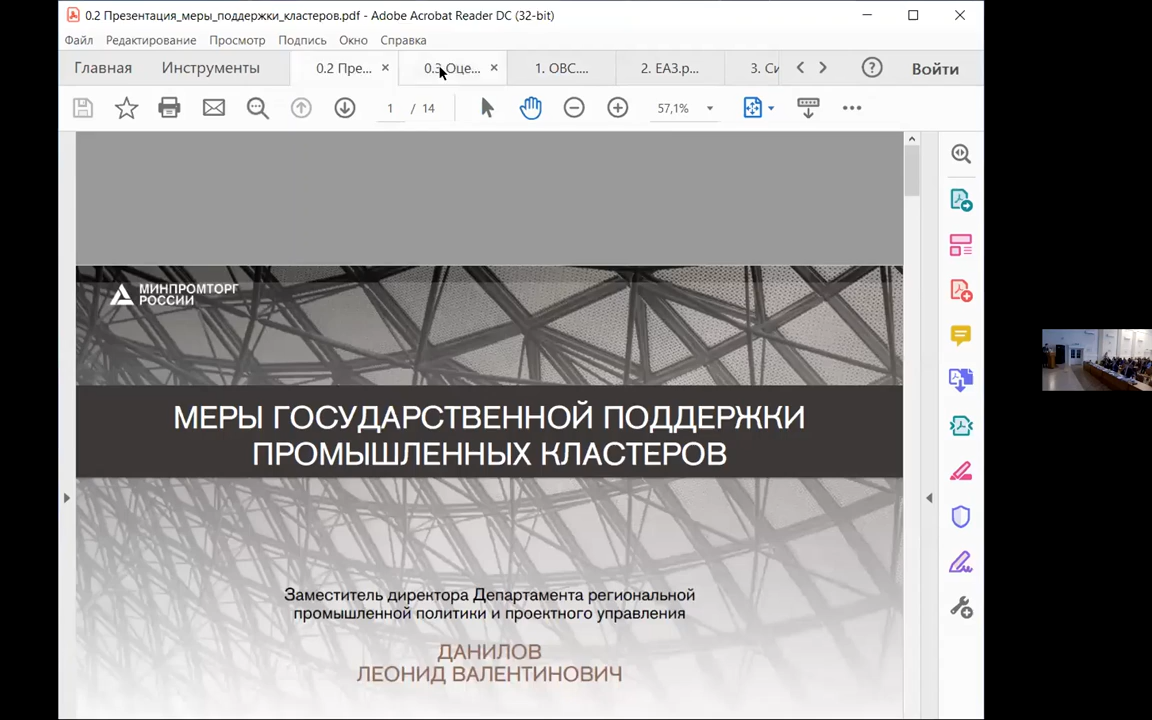 0.2 Презентация_меры_поддержки_кластеров.pdf - Adobe Acrobat Reader DC (32-bit)
Файл Редактирование Просмотр Подпись Окно Справка
Главная Инструменты 0.2 Пре... 0.3 Оце... 1. ОВС.... 2. ЕАЗ.р... 3. Си Войти
1 / 14 57,1%
МИНПРОМТОРГ
РОССИИ
МЕРЫ ГОСУДАРСТВЕННОЙ ПОДДЕРЖКИ
ПРОМЫШЛЕННЫХ КЛАСТЕРОВ
Заместитель директора Департамента региональной
промышленной политики и проектного управления
ДАНИЛОВ
ЛЕОНИД ВАЛЕНТИНОВИЧ